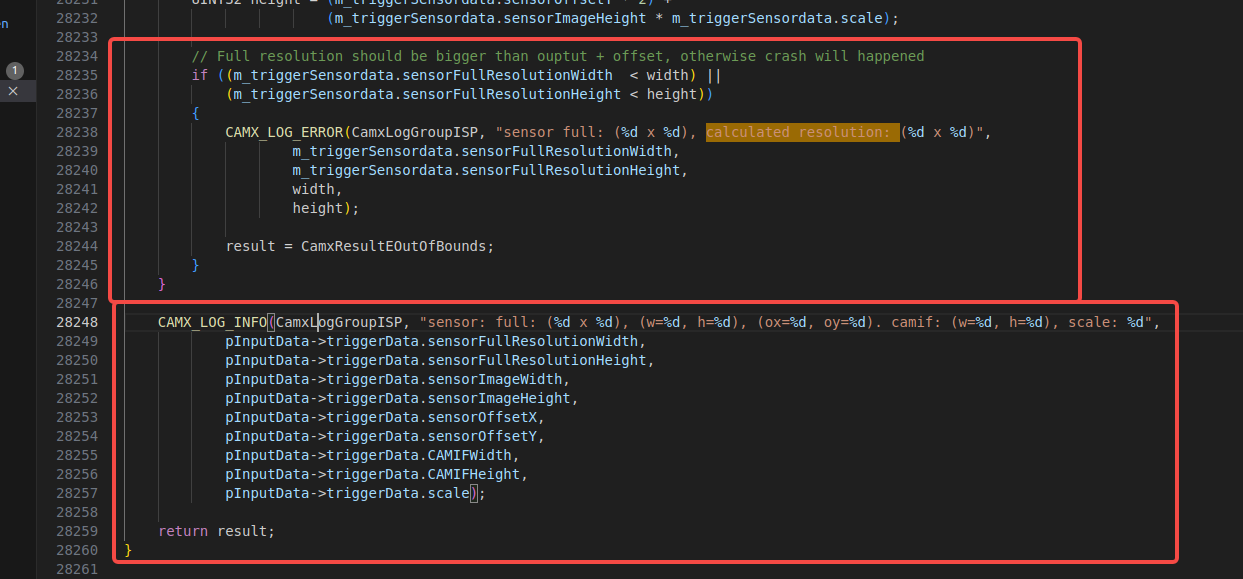 en
28231 UINT32 height = (m_triggerSensordata.sensorOffsetY * 2) +
28232 (m_triggerSensordata.sensorImageHeight * m_triggerSensordata.scale);
28233
28234 // Full resolution should be bigger than ouptut + offset, otherwise crash will happened
1
28235 if ((m_triggerSensordata.sensorFullResolutionWidth < width) ||
28236 (m_triggerSensordata.sensorFullResolutionHeight < height))
28237 {
28238 CAMX_LOG_ERROR(CamxLogGroupISP, "sensor full: (%d x %d), calculated resolution: (%d x %d)",
28239 m_triggerSensordata.sensorFullResolutionWidth,
28240 m_triggerSensordata.sensorFullResolutionHeight,
28241 width,
28242 height);
28243
28244 result = CamxResultEOutOfBounds;
28245 }
28246 }
28247
28248 CAMX_LOG_INFO(CamxLogGroupISP, "sensor: full: (%d x %d), (w=%d, h=%d), (ox=%d, oy=%d). camif: (w=%d, h=%d), scale: %d",
28249 pInputData->triggerData.sensorFullResolutionWidth,
28250 pInputData->triggerData.sensorFullResolutionHeight,
28251 pInputData->triggerData.sensorImageWidth,
28252 pInputData->triggerData.sensorImageHeight,
28253 pInputData->triggerData.sensorOffsetX,
28254 pInputData->triggerData.sensorOffsetY,
28255 pInputData->triggerData.CAMIFWidth,
28256 pInputData->triggerData.CAMIFHeight,
28257 pInputData->triggerData.scale);
28258
28259 return result;
28260 }
28261